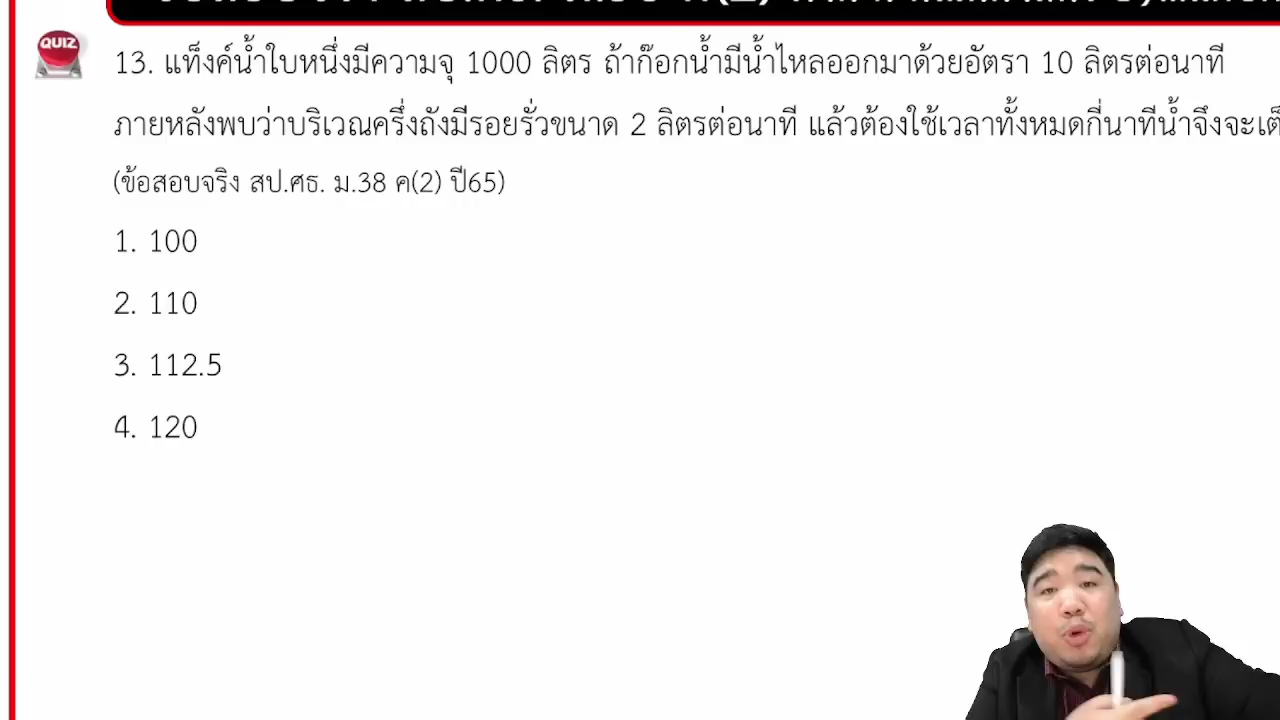 QUIZ
13. แท็งค์น้ำใบหนึ่งมีความจุ 1000 ลิตร ถ้าก๊อกน้ำมีน้ำไหลออกมาด้วยอัตรา 10 ลิตรต่อนาที
ภายหลังพบว่าบริเวณครึ่งถังมีรอยรั่วขนาด 2 ลิตรต่อนาที แล้วต้องใช้เวลาทั้งหมดกี่นาทีน้ำจึงจะเต็
(ข้อสอบจริง สป.ศธ. ม.38 ค(2) ปี65)
1. 100
2. 110
3. 112.5
4. 120